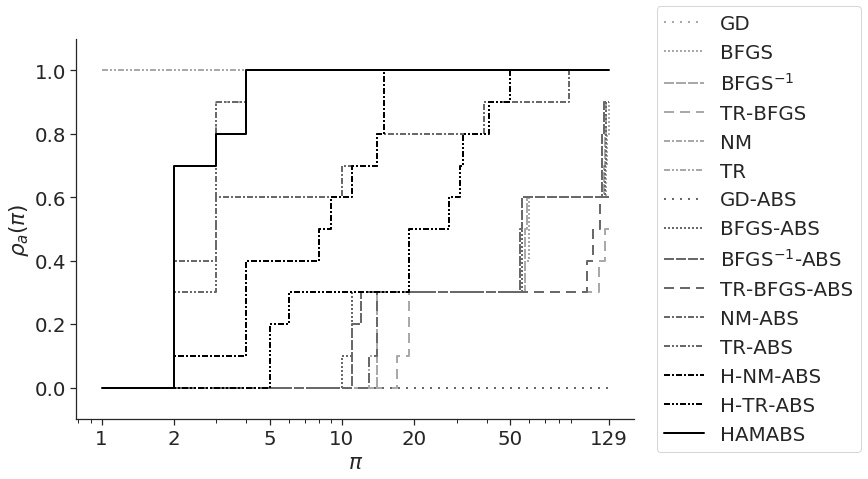 1.0
0.8
0.6
0.4
0.2
0.0
ρₐ(π)
1 2 5 10 20 50 129
π
GD
BFGS
BFGS⁻¹
TR-BFGS
NM
TR
GD-ABS
BFGS-ABS
BFGS⁻¹-ABS
TR-BFGS-ABS
NM-ABS
TR-ABS
H-NM-ABS
H-TR-ABS
HAMABS